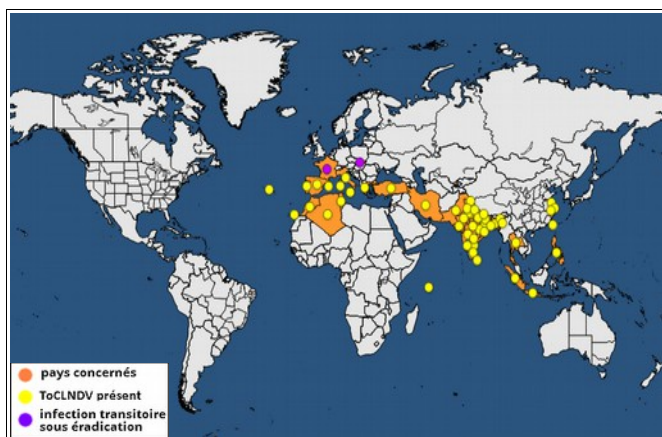 pays concernés
ToCLNDV présent
infection transitoire
sous éradication